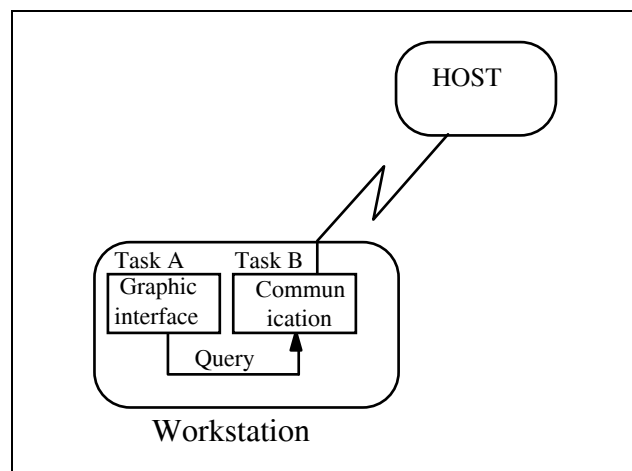 HOST
Task A
Task B
Graphic
interface
Commun
ication
Query
Workstation